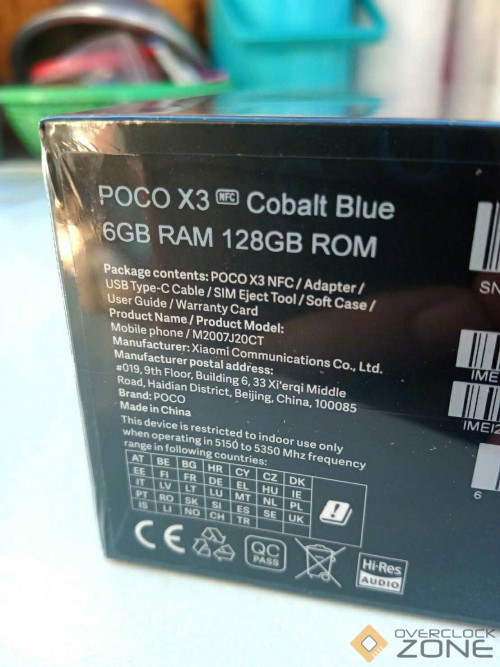 POCO X3 NFC Cobalt Blue
6GB RAM 128GB ROM
Package contents: POCO X3 NFC / Adapter /
USB Type-C Cable / SIM Eject Tool / Soft Case /
User Guide / Warranty Card
Product Name / Product Model:
Mobile phone / M2007J20CT
Manufacturer: Xiaomi Communications Co., Ltd.
Manufacturer postal address:
#019, 9th Floor, Building 6, 33 Xi'erqi Middle
Road, Haidian District, Beijing, China, 100085
Brand: POCO
Made in China
This device is restricted to indoor use only
when operating in 5150 to 5350 Mhz frequency
range in following countries:
AT BE BG HR CY CZ DK
EE FI FR DE EL HU IE
IT LV LT LU MT NL PL
PT RO SK SI ES SE UK
IS LI NO CH TR
CE
QC
PASS
Hi-Res
AUDIO
SN
IME
IMEI2
6
OVERCLOCK
ZONE